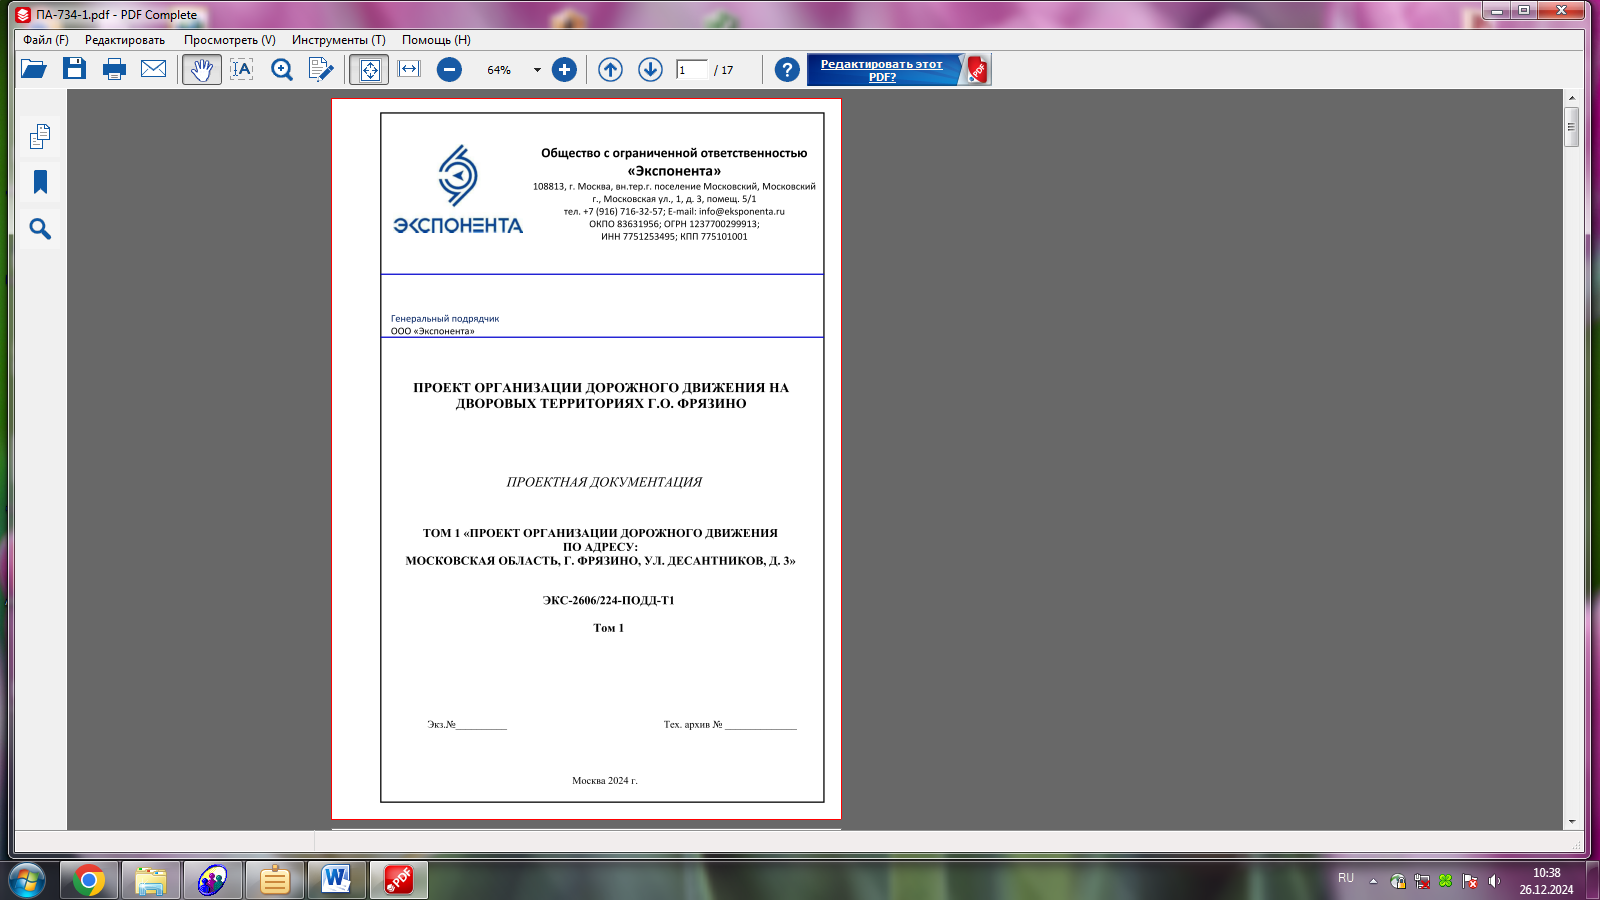 ПА-734-1.pdf - PDF Complete
Файл (F) Редактировать Просмотреть (V) Инструменты (T) Помощь (H)
64% 1 / 17 Редактировать этот
PDF?
Общество с ограниченной ответственностью
«Экспонента»
108813, г. Москва, вн.тер.г. поселение Московский, Московский
г., Московская ул., 1, д. 3, помещ. 5/1
тел. +7 (916) 716-32-57; E-mail: info@eksponenta.ru
ОКПО 83631956; ОГРН 1237700299913;
ИНН 7751253495; КПП 775101001
ЭКСПОНЕНТА
Генеральный подрядчик
ООО «Экспонента»
ПРОЕКТ ОРГАНИЗАЦИИ ДОРОЖНОГО ДВИЖЕНИЯ НА
ДВОРОВЫХ ТЕРРИТОРИЯХ Г.О. ФРЯЗИНО
ПРОЕКТНАЯ ДОКУМЕНТАЦИЯ
ТОМ 1 «ПРОЕКТ ОРГАНИЗАЦИИ ДОРОЖНОГО ДВИЖЕНИЯ
ПО АДРЕСУ:
МОСКОВСКАЯ ОБЛАСТЬ, Г. ФРЯЗИНО, УЛ. ДЕСАНТНИКОВ, Д. 3»
ЭКС-2606/224-ПОДД-Т1
Том 1
Экз.№__________ Тех. архив № ______________
Москва 2024 г.
RU 10:38
26.12.2024